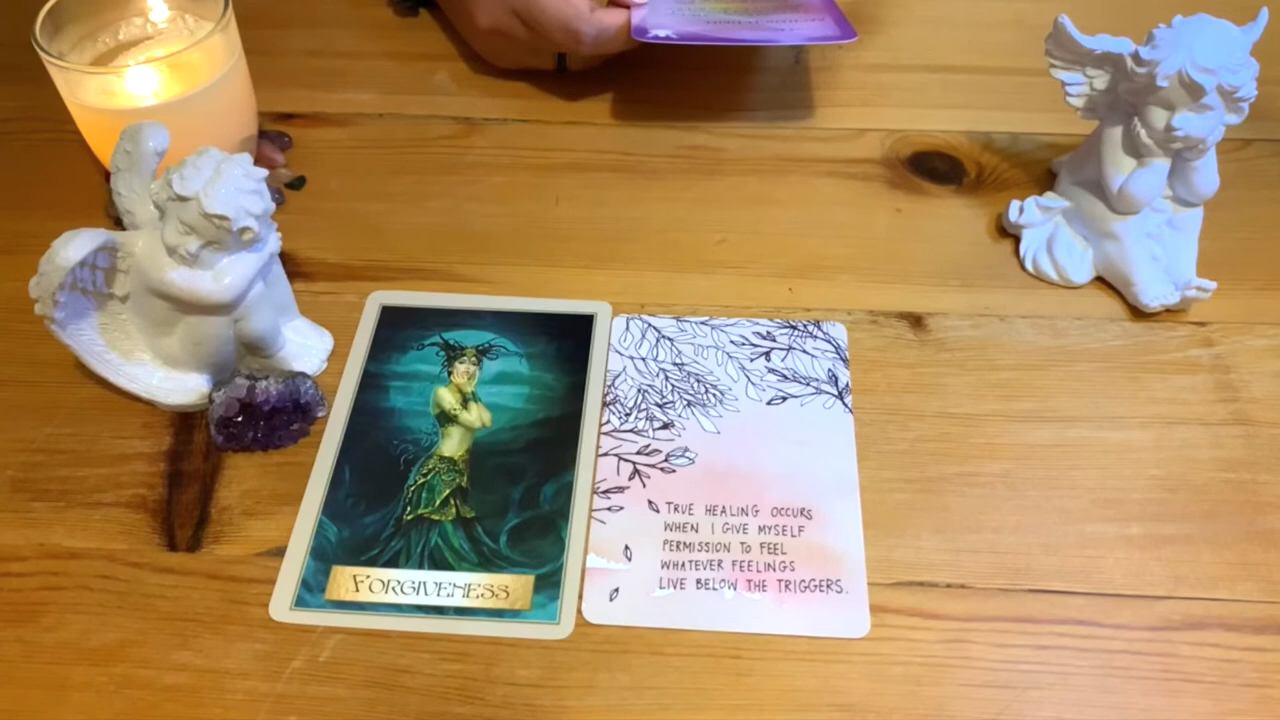 FORGIVENESS
TRUE HEALING OCCURS
WHEN I GIVE MYSELF
PERMISSION TO FEEL
WHATEVER FEELINGS
LIVE BELOW THE TRIGGERS.